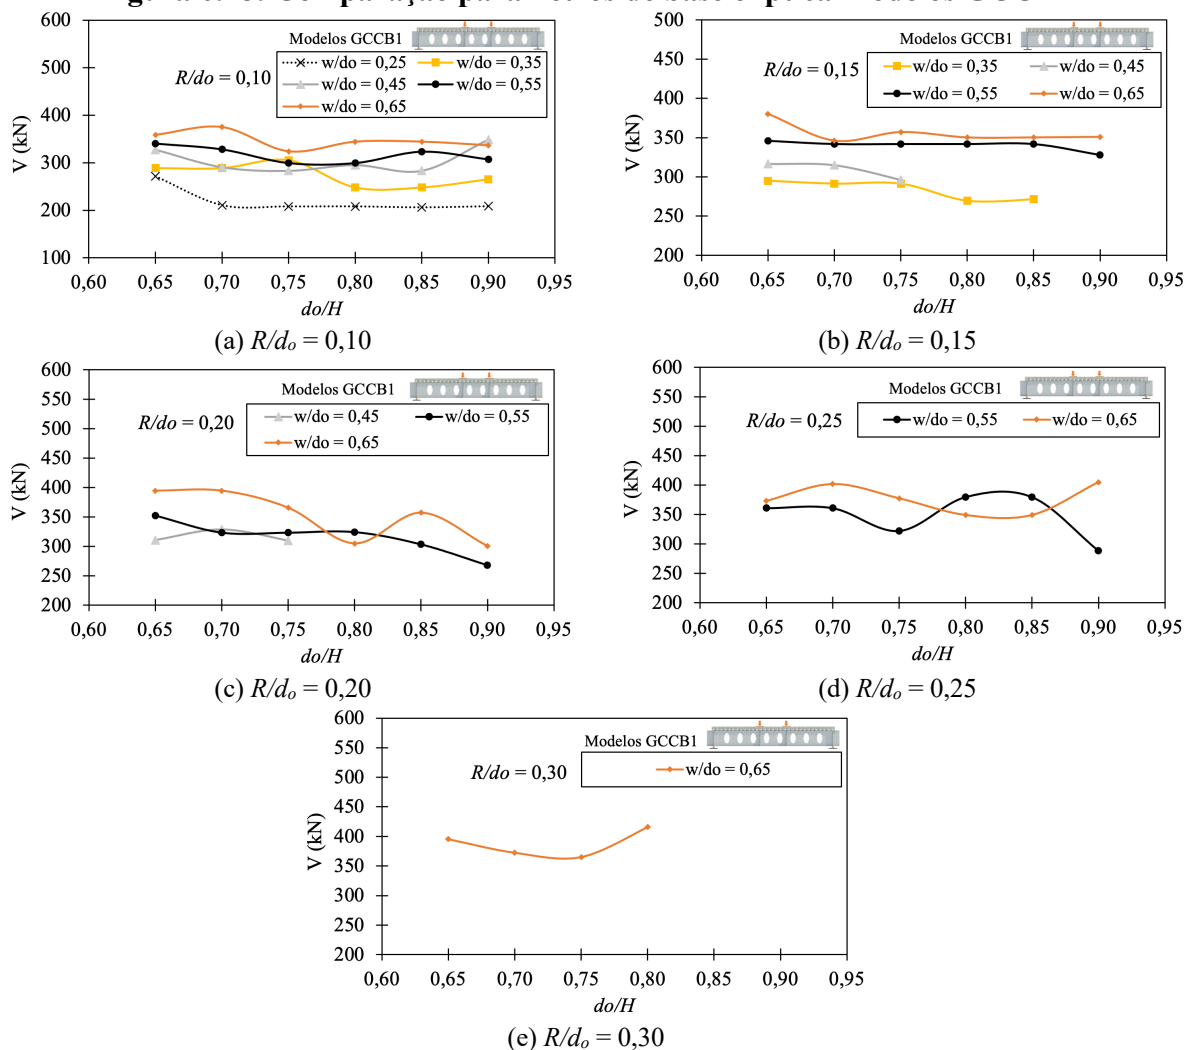 600
500
400
300
200
100
V (kN)
Modelos GCCB1
R/do = 0,10
w/do = 0,25
w/do = 0,35
w/do = 0,45
w/do = 0,55
w/do = 0,65
0,60 0,65 0,70 0,75 0,80 0,85 0,90 0,95
do/H
(a) R/do = 0,10
500
450
400
350
300
250
200
V (kN)
Modelos GCCB1
R/do = 0,15
w/do = 0,35
w/do = 0,45
w/do = 0,55
w/do = 0,65
0,60 0,65 0,70 0,75 0,80 0,85 0,90 0,95
do/H
(b) R/do = 0,15
600
550
500
450
400
350
300
250
200
V (kN)
Modelos GCCB1
R/do = 0,20
w/do = 0,45
w/do = 0,55
w/do = 0,65
0,60 0,65 0,70 0,75 0,80 0,85 0,90 0,95
do/H
(c) R/do = 0,20
600
550
500
450
400
350
300
250
200
V (kN)
Modelos GCCB1
R/do = 0,25
w/do = 0,55
w/do = 0,65
0,60 0,65 0,70 0,75 0,80 0,85 0,90 0,95
do/H
(d) R/do = 0,25
600
550
500
450
400
350
300
250
200
V (kN)
Modelos GCCB1
R/do = 0,30
w/do = 0,65
0,60 0,65 0,70 0,75 0,80 0,85 0,90 0,95
do/H
(e) R/do = 0,30